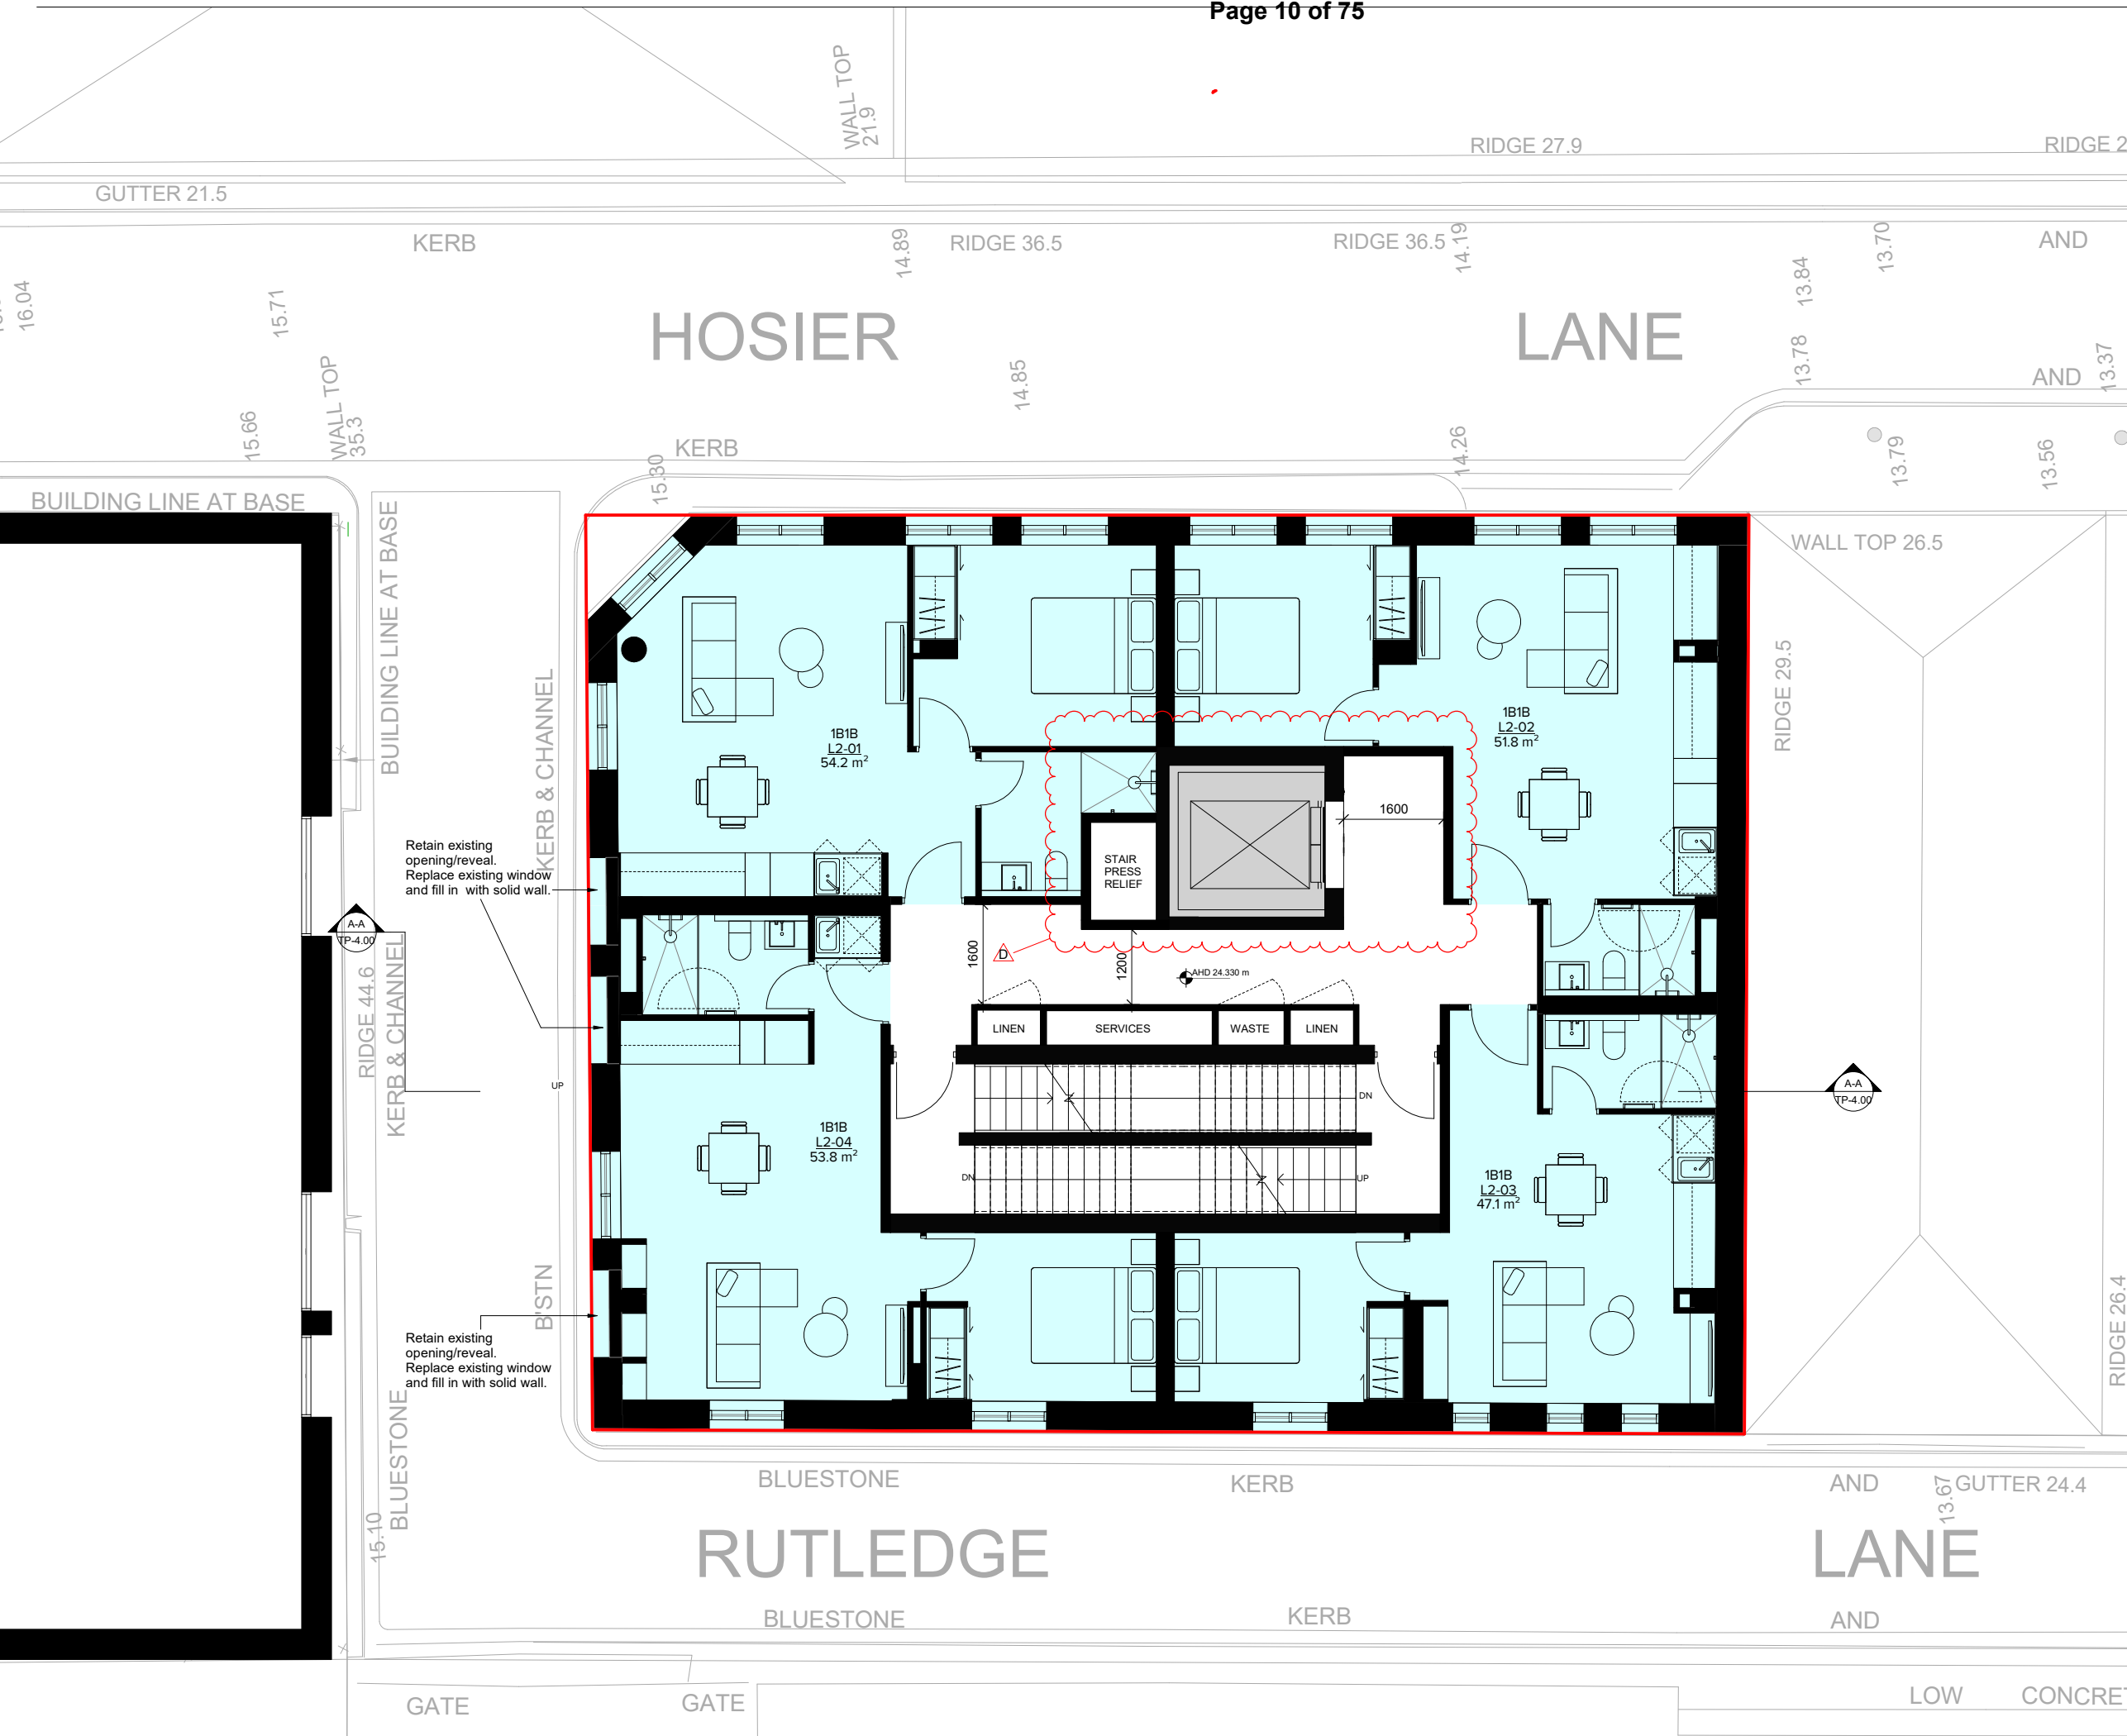 Page 10 of 75
WALL TOP
21.9
RIDGE 27.9
RIDGE 2
GUTTER 21.5
KERB
14.89
RIDGE 36.5
RIDGE 36.5
14.19
13.70
AND
16.04
15.71
13.84
HOSIER
LANE
15.66
WALL TOP
35.3
14.85
13.78
AND
13.37
KERB
15.30
14.26
13.79
13.56
BUILDING LINE AT BASE
BUILDING LINE AT BASE
WALL TOP 26.5
KERB & CHANNEL
RIDGE 29.5
1B1B
L2-01
54.2 m²
1B1B
L2-02
51.8 m²
1600
STAIR
PRESS
RELIEF
Retain existing
opening/reveal.
Replace existing window
and fill in with solid wall.
A-A
TP-4.00
RIDGE 44.6
KERB & CHANNEL
1600
D
1200
AHD 24.330 m
LINEN
SERVICES
WASTE
LINEN
UP
DN
A-A
TP-4.00
1B1B
L2-04
53.8 m²
DN
UP
1B1B
L2-03
47.1 m²
B'STN
RIDGE 26.4
Retain existing
opening/reveal.
Replace existing window
and fill in with solid wall.
BLUESTONE
15.10
BLUESTONE
KERB
AND
13.67
GUTTER 24.4
RUTLEDGE
LANE
BLUESTONE
KERB
AND
GATE
GATE
LOW
CONCRET